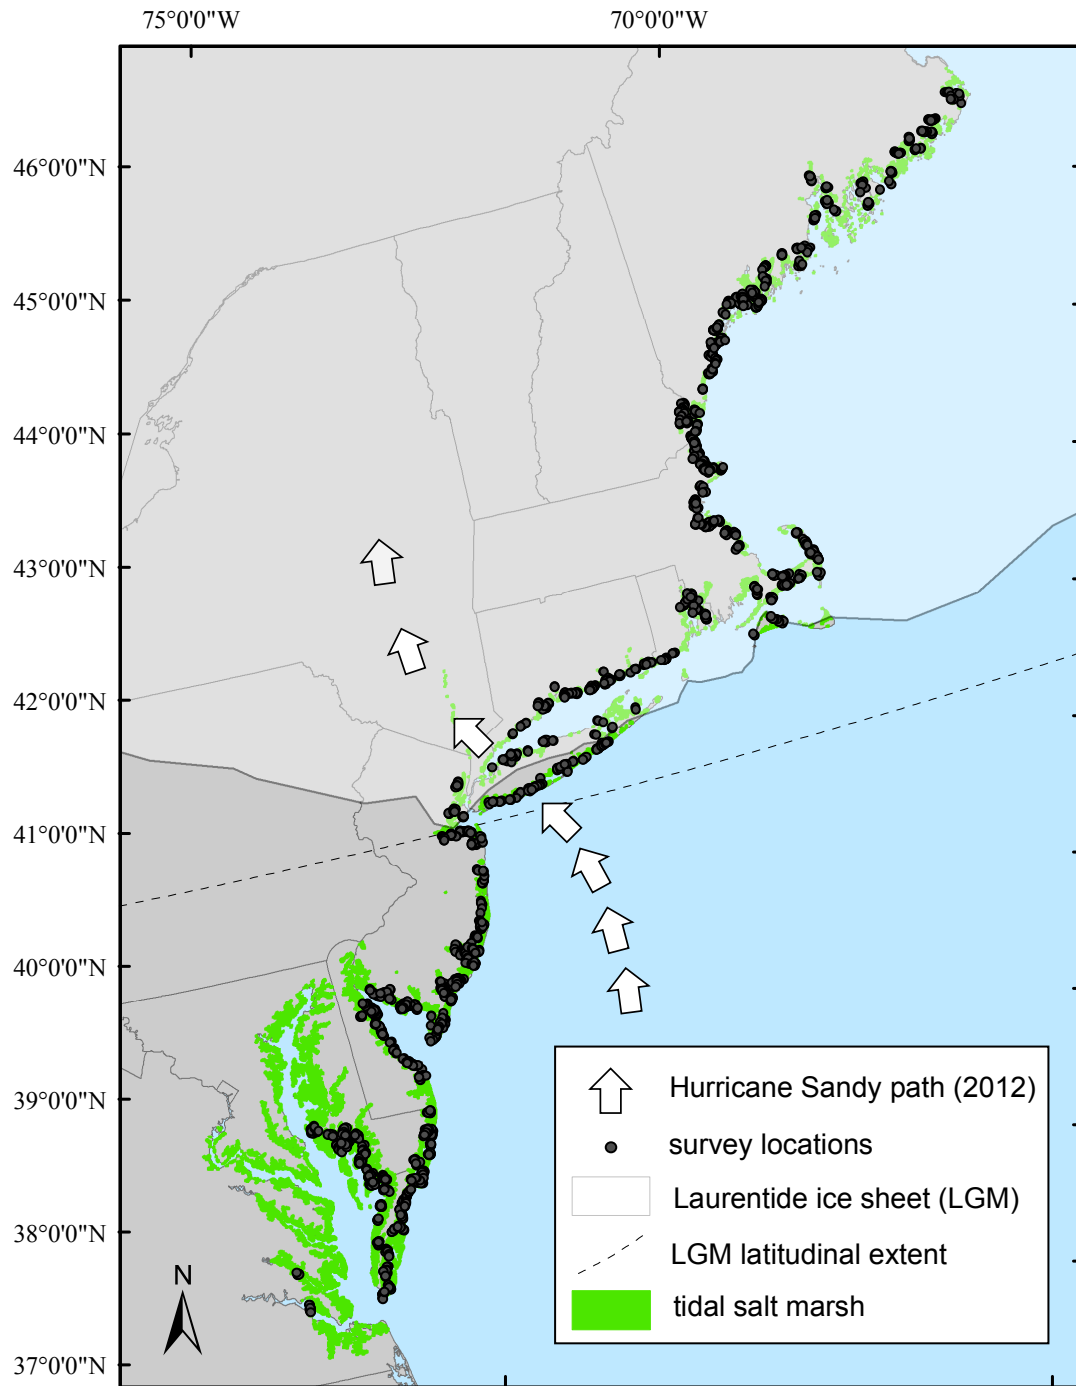 75°0'0"W 70°0'0"W
46°0'0"N
45°0'0"N
44°0'0"N
43°0'0"N
42°0'0"N
41°0'0"N
40°0'0"N
39°0'0"N
38°0'0"N
37°0'0"N
N
Hurricane Sandy path (2012)
survey locations
Laurentide ice sheet (LGM)
LGM latitudinal extent
tidal salt marsh